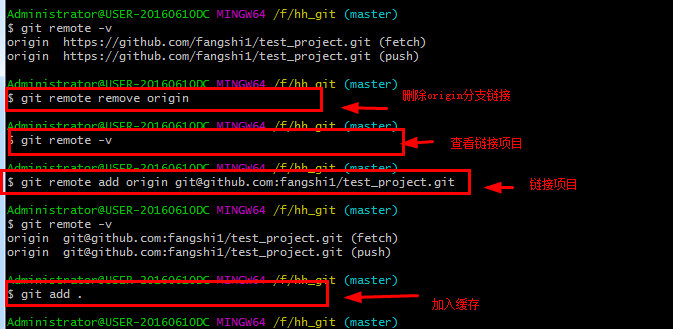 Administrator@USER-20160610DC MINGW64 /f/hh_git (master)
$ git remote -v
origin  https://github.com/fangshi1/test_project.git (fetch)
origin  https://github.com/fangshi1/test_project.git (push)
Administrator@USER-20160610DC MINGW64 /f/hh_git (master)
$ git remote remove origin
删除origin分支链接
Administrator@USER-20160610DC MINGW64 /f/hh_git (master)
$ git remote -v
查看链接项目
Administrator@USER-20160610DC MINGW64 /f/hh_git (master)
$ git remote add origin git@github.com:fangshi1/test_project.git
链接项目
Administrator@USER-20160610DC MINGW64 /f/hh_git (master)
$ git remote -v
origin  git@github.com:fangshi1/test_project.git (fetch)
origin  git@github.com:fangshi1/test_project.git (push)
Administrator@USER-20160610DC MINGW64 /f/hh_git (master)
$ git add .
加入缓存
Administrator@USER-20160610DC MINGW64 /f/hh_git (master)